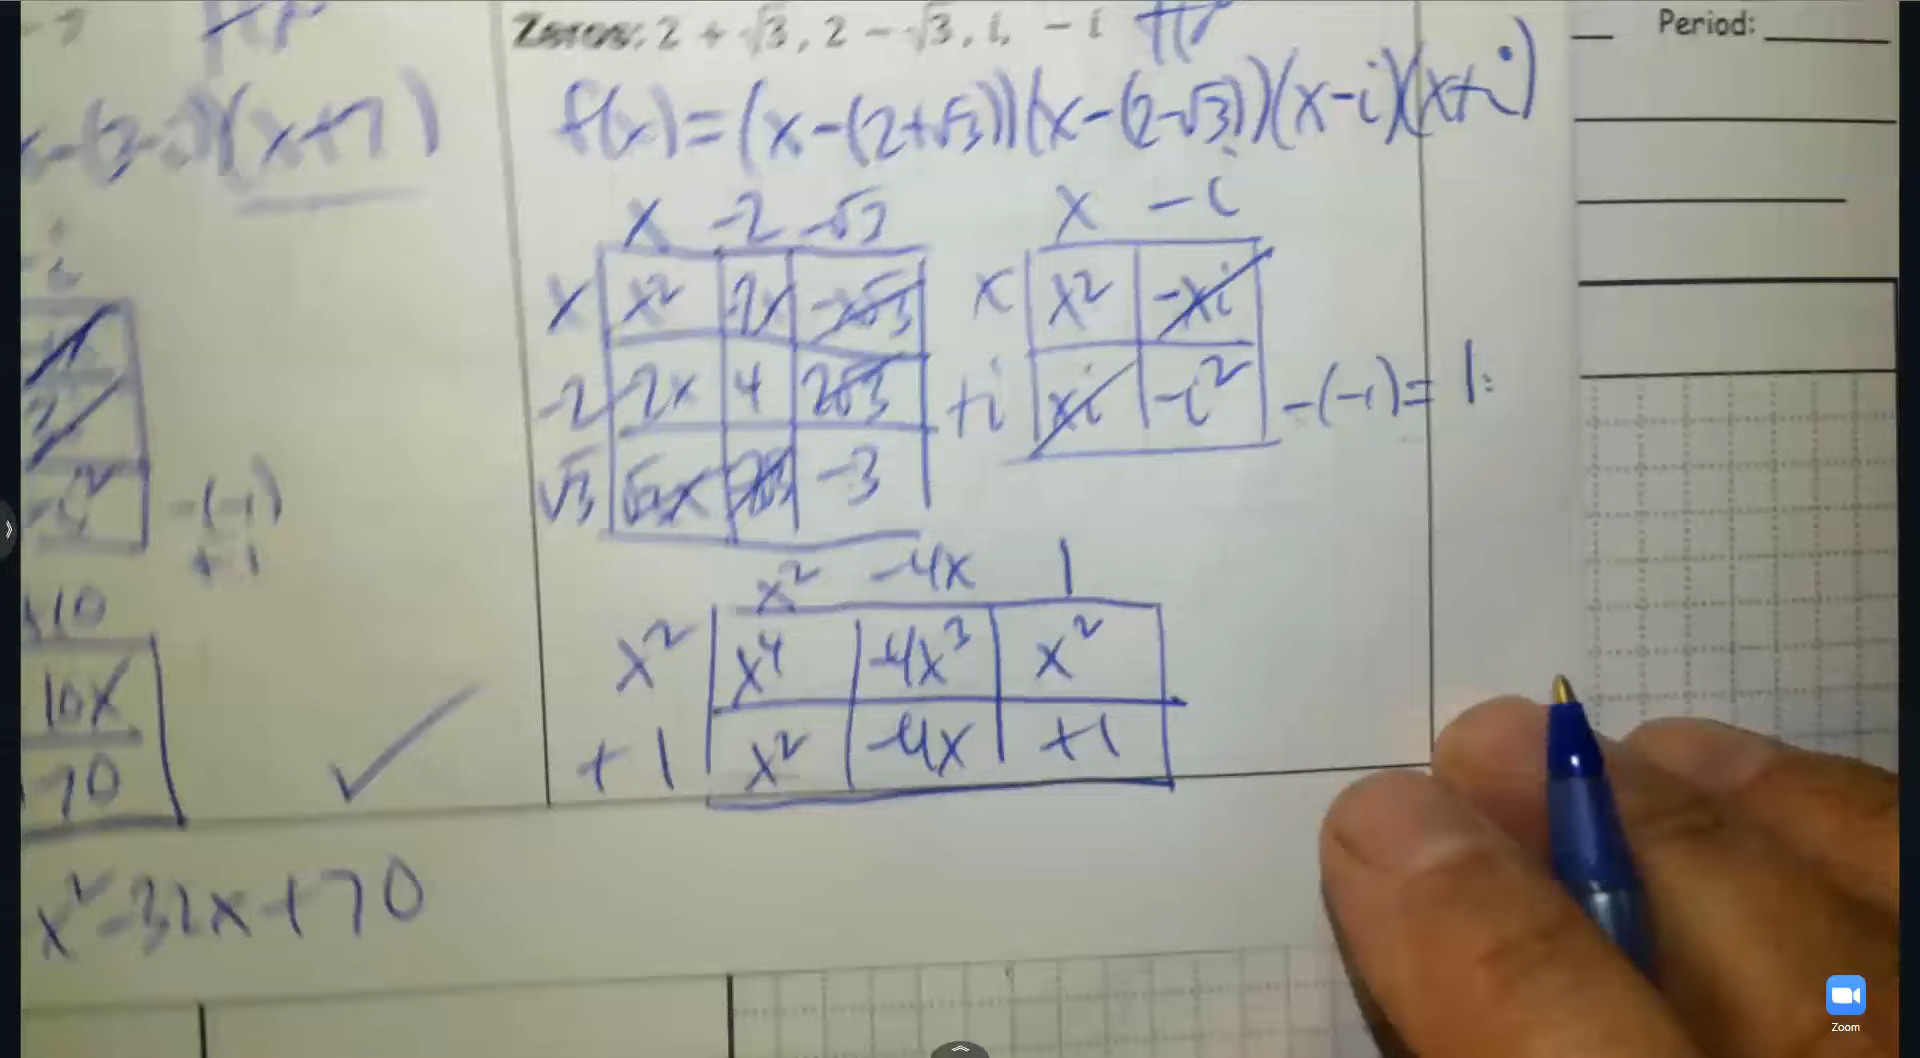 Zeros: 2 + √3, 2 − √3, i, − i
Period:
(x+7)
f(x) = (x-(2+√3))(x-(2-√3))(x-i)(x+i)
x -2 -√3
x x² -2x -x√3
-2 -2x 4 2√3
√3 √3x -2√3 -3
x -i
x x² -xi
+i xi -i² -(-1) = 1
-(-1)
+1
+10
10x
70
x² -4x 1
x² x⁴ -4x³ x²
+1 x² -4x +1
x²-32x+70
Zoom